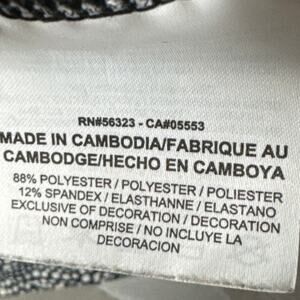 RN#56323 - CA#05553
MADE IN CAMBODIA/FABRIQUE AU
CAMBODGE/HECHO EN CAMBOYA
88% POLYESTER / POLYESTER / POLIESTER
12% SPANDEX / ELASTHANNE / ELASTANO
EXCLUSIVE OF DECORATION / DECORATION
NON COMPRISE / NO INCLUYE LA
DECORACION